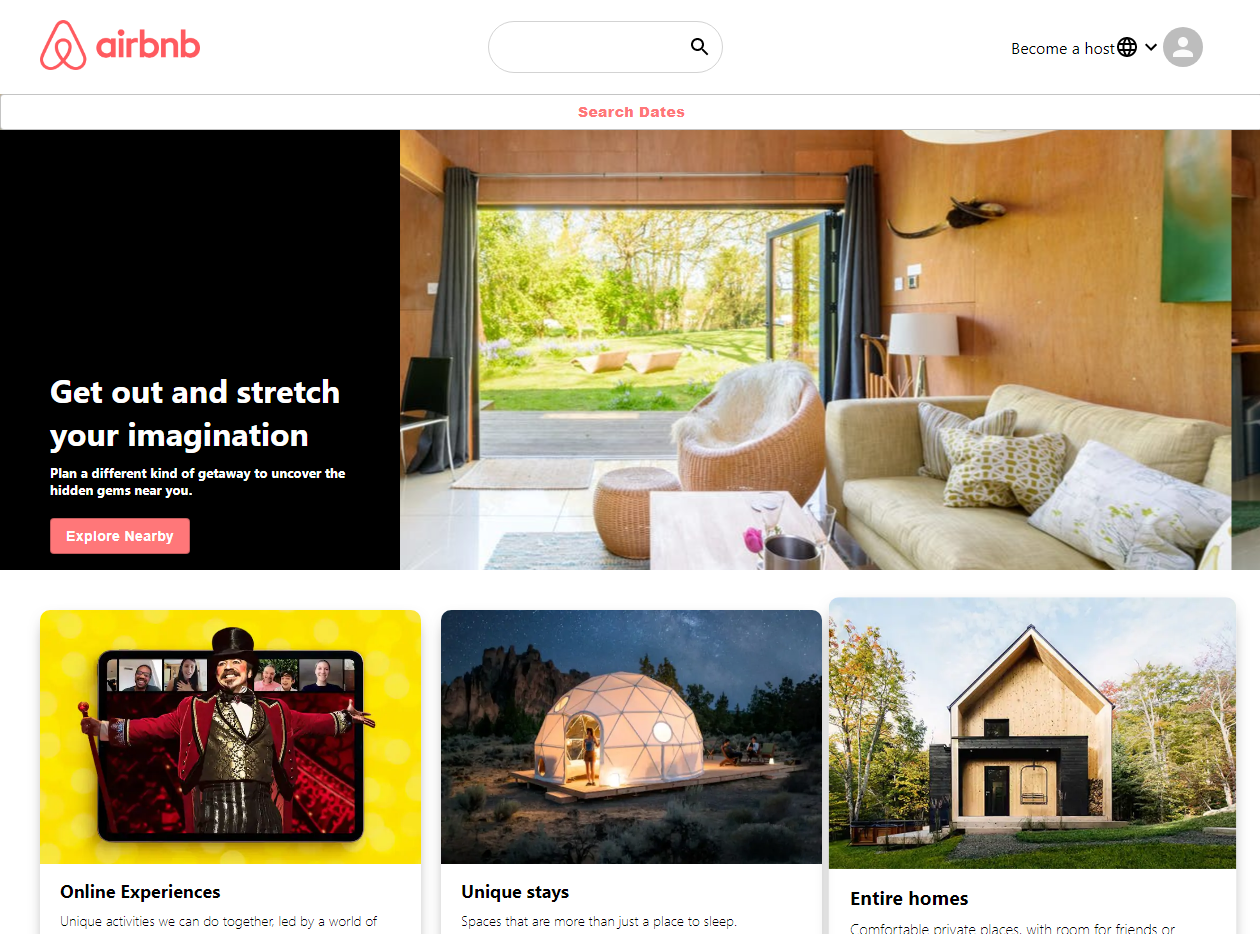 airbnb
Become a host
Search Dates
Get out and stretch
your imagination
Plan a different kind of getaway to uncover the
hidden gems near you.
Explore Nearby
Online Experiences
Unique stays
Entire homes
Unique activities we can do together, led by a world of
Spaces that are more than just a place to sleep.
Comfortable private places, with room for friends or